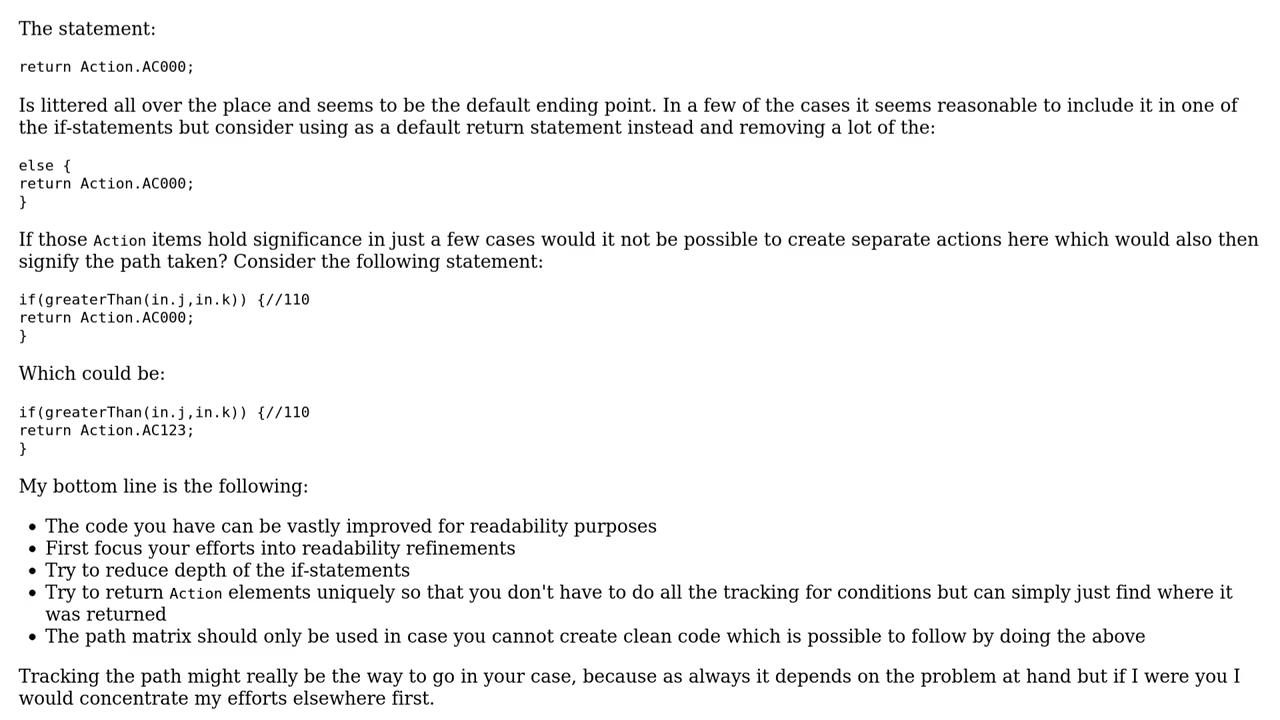 The statement:
return Action.AC000;
Is littered all over the place and seems to be the default ending point. In a few of the cases it seems reasonable to include it in one of
the if-statements but consider using as a default return statement instead and removing a lot of the:
else {
return Action.AC000;
}
If those Action items hold significance in just a few cases would it not be possible to create separate actions here which would also then
signify the path taken? Consider the following statement:
if(greaterThan(in.j,in.k)) {//110
return Action.AC000;
}
Which could be:
if(greaterThan(in.j,in.k)) {//110
return Action.AC123;
}
My bottom line is the following:
• The code you have can be vastly improved for readability purposes
• First focus your efforts into readability refinements
• Try to reduce depth of the if-statements
• Try to return Action elements uniquely so that you don't have to do all the tracking for conditions but can simply just find where it
was returned
• The path matrix should only be used in case you cannot create clean code which is possible to follow by doing the above
Tracking the path might really be the way to go in your case, because as always it depends on the problem at hand but if I were you I
would concentrate my efforts elsewhere first.